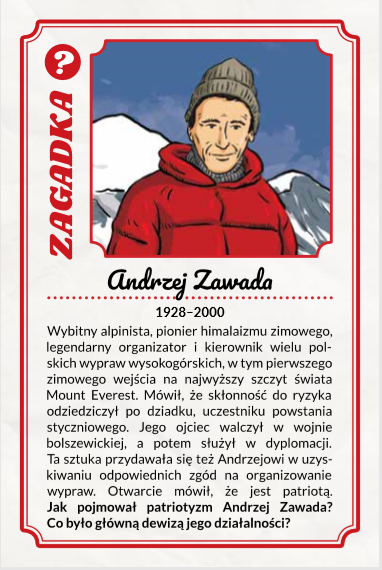 ZAGADKA ?
Andrzej Zawada
1928–2000
Wybitny alpinista, pionier himalaizmu zimowego,
legendarny organizator i kierownik wielu pol-
skich wypraw wysokogórskich, w tym pierwszego
zimowego wejścia na najwyższy szczyt świata
Mount Everest. Mówił, że skłonność do ryzyka
odziedziczył po dziadku, uczestniku powstania
styczniowego. Jego ojciec walczył w wojnie
bolszewickiej, a potem służył w dyplomacji.
Ta sztuka przydawała się też Andrzejowi w uzys-
kiwaniu odpowiednich zgód na organizowanie
wypraw. Otwarcie mówił, że jest patriotą.
Jak pojmował patriotyzm Andrzej Zawada?
Co było główną dewizą jego działalności?